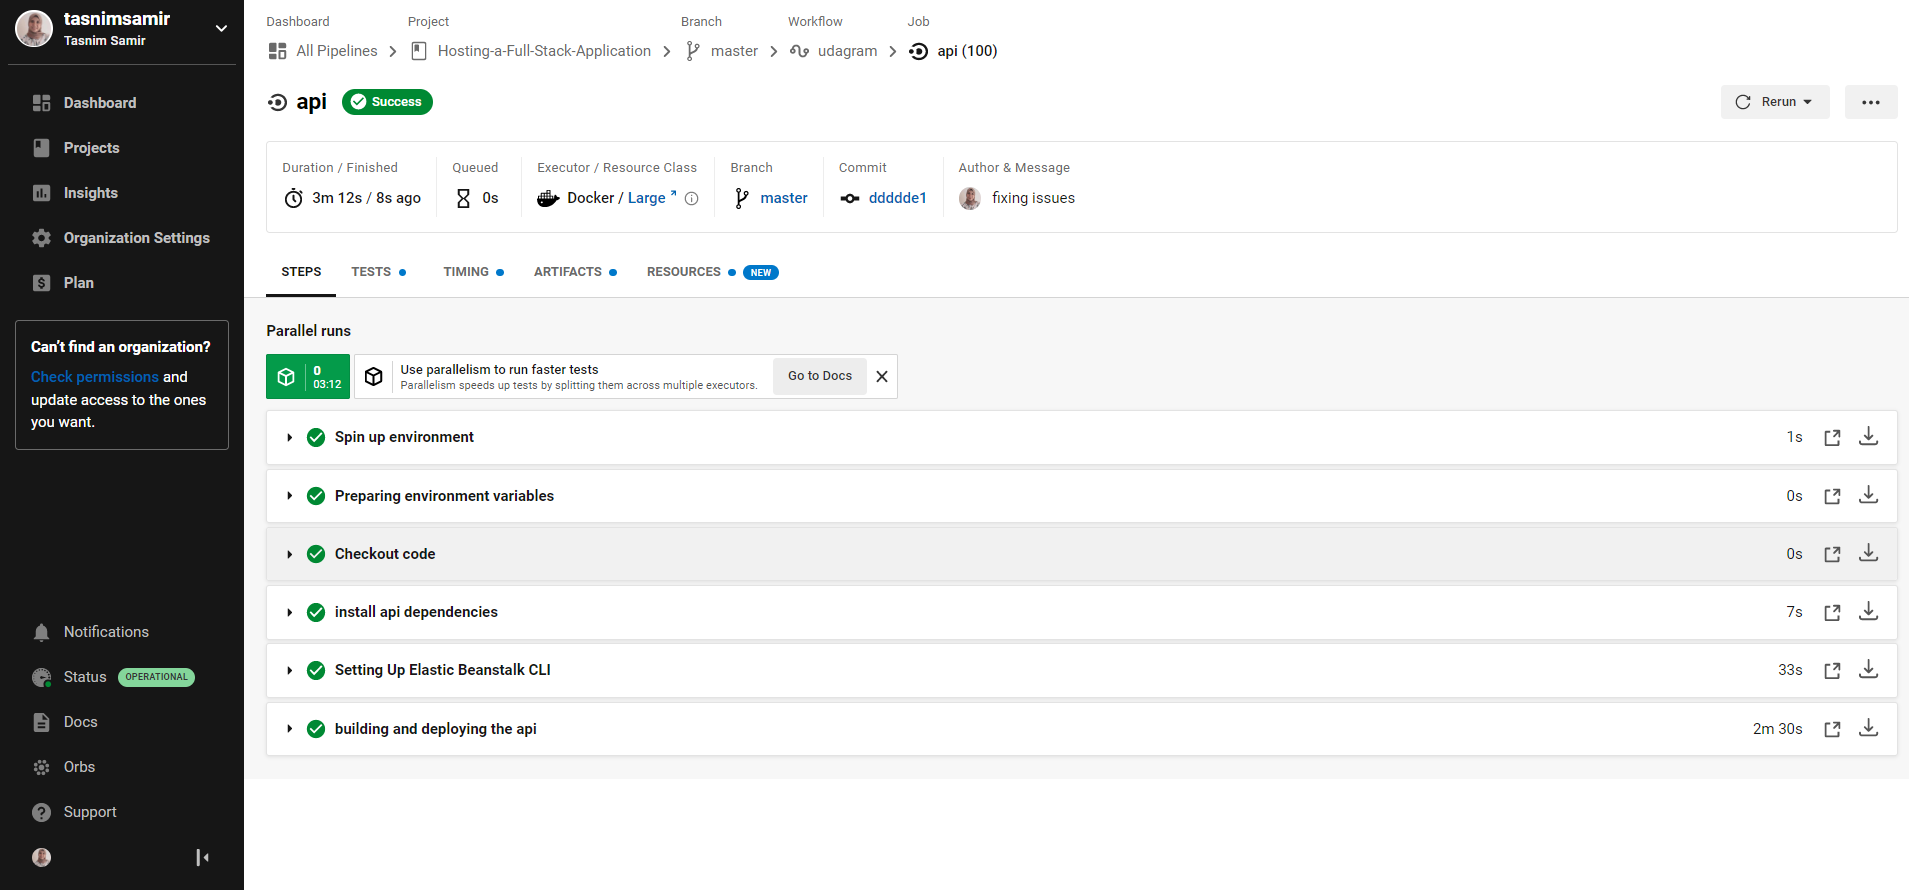 tasnimsamir
Tasnim Samir
Dashboard
Projects
Insights
Organization Settings
Plan
Can't find an organization?
Check permissions and
update access to the ones
you want.
Notifications
Status OPERATIONAL
Docs
Orbs
Support
Dashboard Project Branch Workflow Job
All Pipelines Hosting-a-Full-Stack-Application master udagram api (100)
api Success Rerun
Duration / Finished Queued Executor / Resource Class Branch Commit Author & Message
3m 12s / 8s ago 0s Docker / Large master ddddde1 fixing issues
STEPS TESTS TIMING ARTIFACTS RESOURCES NEW
Parallel runs
0
03:12
Use parallelism to run faster tests
Parallelism speeds up tests by splitting them across multiple executors.
Go to Docs
Spin up environment 1s
Preparing environment variables 0s
Checkout code 0s
install api dependencies 7s
Setting Up Elastic Beanstalk CLI 33s
building and deploying the api 2m 30s